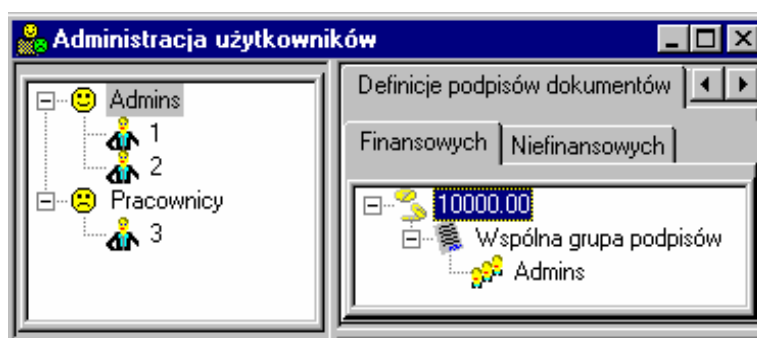 Administracja użytkowników
Admins
1
2
Pracownicy
3
Definicje podpisów dokumentów
Finansowych
Niefinansowych
10000.00
Wspólna grupa podpisów
Admins